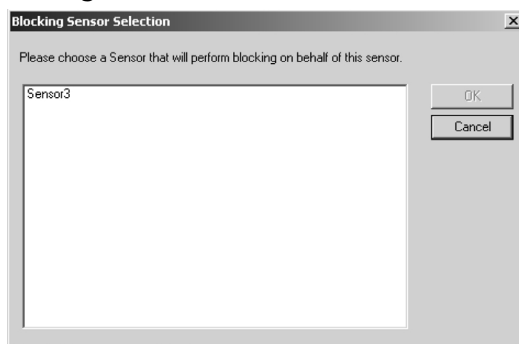 Blocking Sensor Selection
Please choose a Sensor that will perform blocking on behalf of this sensor.
Sensor3
OK
Cancel